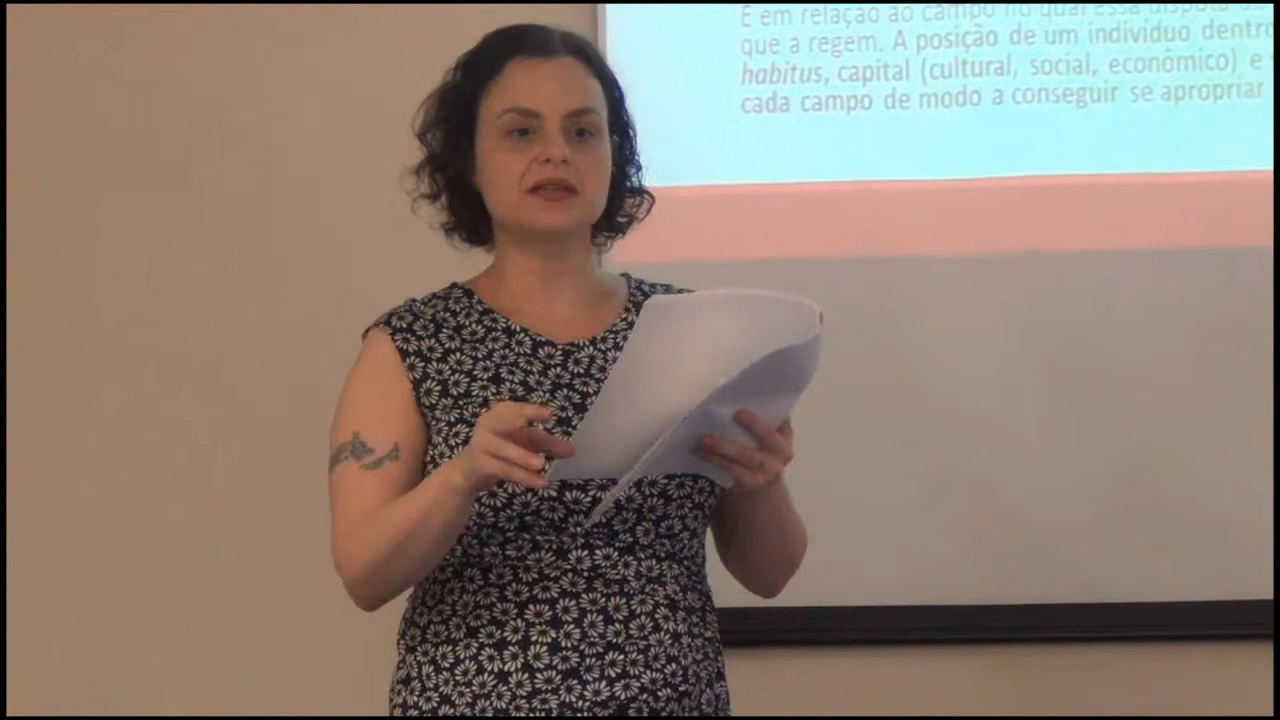 E em relação ao campo no qual essa disputa
que a regem. A posição de um individuo dentro
habitus, capital (cultural, social, econômico) e
cada campo de modo a conseguir se apropriar